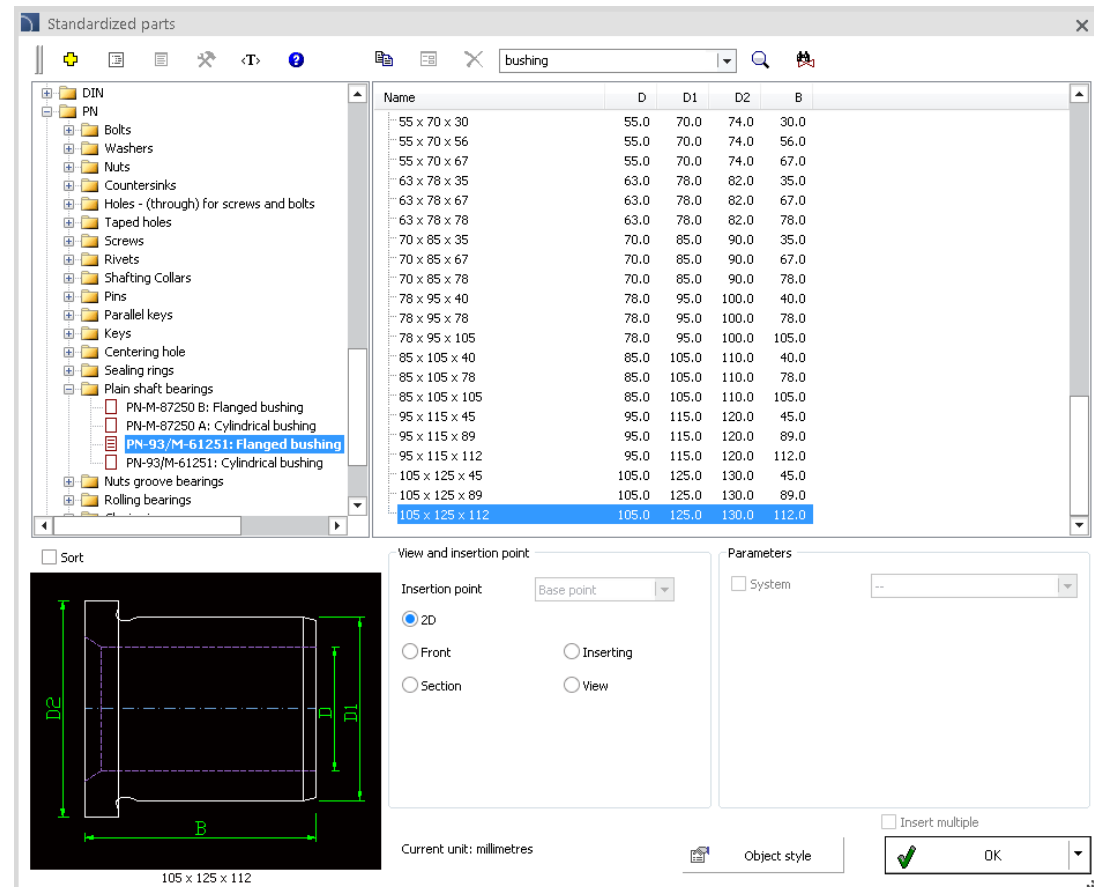 Standardized parts
‹T›
bushing
DIN
PN
Bolts
Washers
Nuts
Countersinks
Holes - (through) for screws and bolts
Taped holes
Screws
Rivets
Shafting Collars
Pins
Parallel keys
Keys
Centering hole
Sealing rings
Plain shaft bearings
PN-M-87250 B: Flanged bushing
PN-M-87250 A: Cylindrical bushing
PN-93/M-61251: Flanged bushing
PN-93/M-61251: Cylindrical bushing
Nuts groove bearings
Rolling bearings
Name D D1 D2 B
55 x 70 x 30 55.0 70.0 74.0 30.0
55 x 70 x 56 55.0 70.0 74.0 56.0
55 x 70 x 67 55.0 70.0 74.0 67.0
63 x 78 x 35 63.0 78.0 82.0 35.0
63 x 78 x 67 63.0 78.0 82.0 67.0
63 x 78 x 78 63.0 78.0 82.0 78.0
70 x 85 x 35 70.0 85.0 90.0 35.0
70 x 85 x 67 70.0 85.0 90.0 67.0
70 x 85 x 78 70.0 85.0 90.0 78.0
78 x 95 x 40 78.0 95.0 100.0 40.0
78 x 95 x 78 78.0 95.0 100.0 78.0
78 x 95 x 105 78.0 95.0 100.0 105.0
85 x 105 x 40 85.0 105.0 110.0 40.0
85 x 105 x 78 85.0 105.0 110.0 78.0
85 x 105 x 105 85.0 105.0 110.0 105.0
95 x 115 x 45 95.0 115.0 120.0 45.0
95 x 115 x 89 95.0 115.0 120.0 89.0
95 x 115 x 112 95.0 115.0 120.0 112.0
105 x 125 x 45 105.0 125.0 130.0 45.0
105 x 125 x 89 105.0 125.0 130.0 89.0
105 x 125 x 112 105.0 125.0 130.0 112.0
Sort
D2
D
D1
B
105 x 125 x 112
View and insertion point
Insertion point Base point
2D
Front Inserting
Section View
Parameters
System --
Current unit: millimetres
Object style
Insert multiple
OK